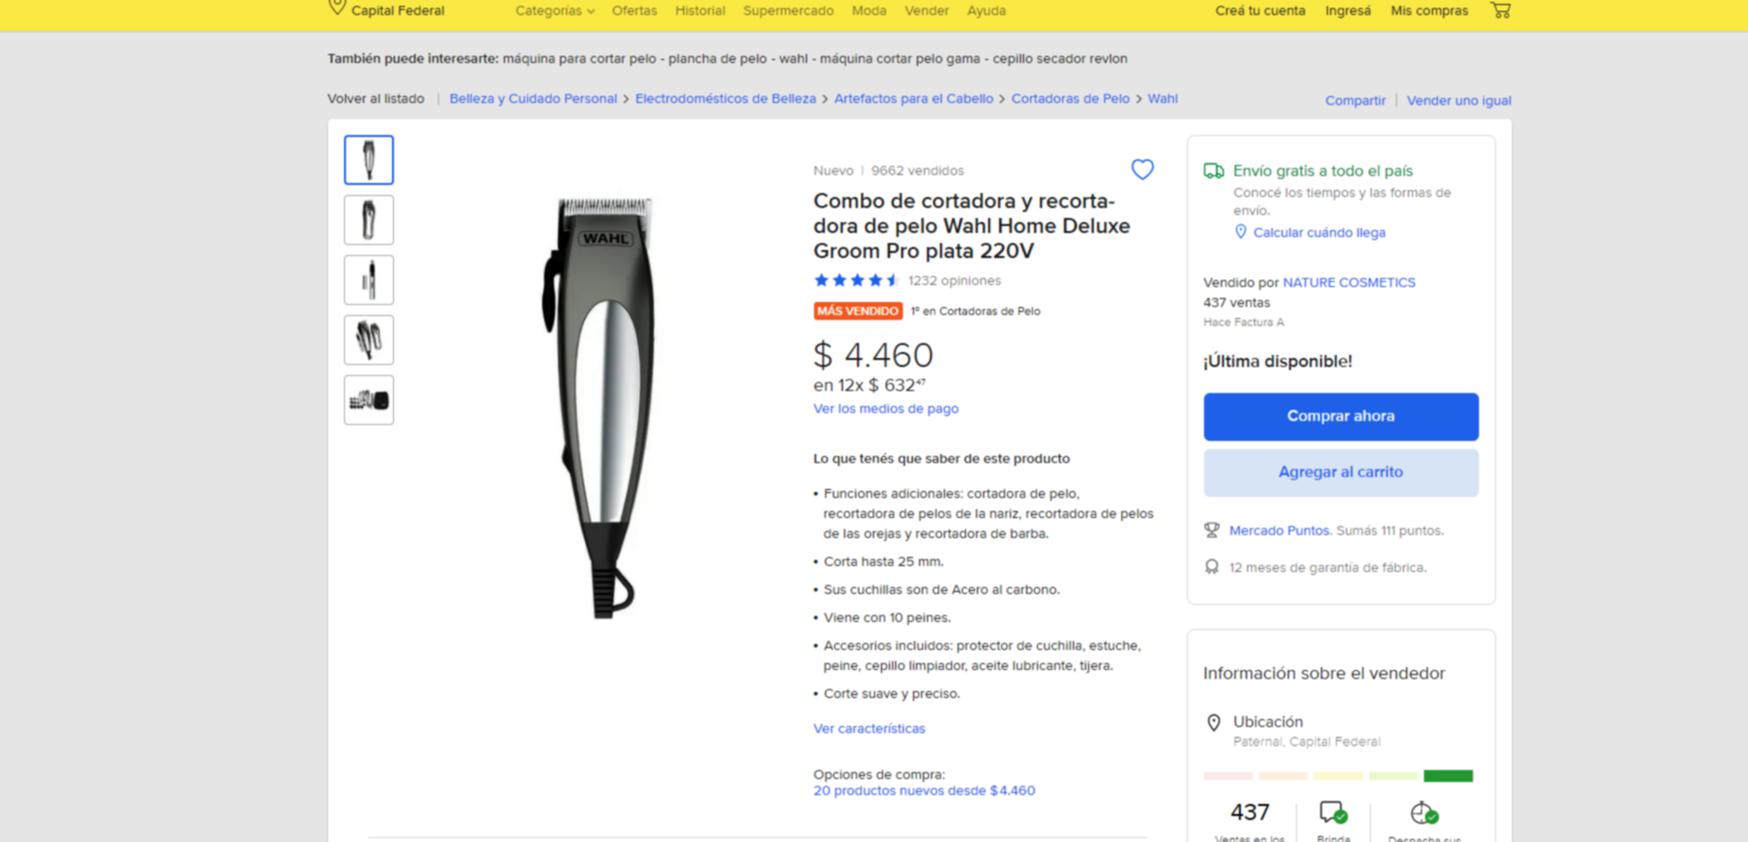 Capital Federal
Categorías Ofertas Historial Supermercado Moda Vender Ayuda
Creá tu cuenta Ingresá Mis compras
También puede interesarte: máquina para cortar pelo - plancha de pelo - wahl - máquina cortar pelo gama - cepillo secador revlon
Volver al listado | Belleza y Cuidado Personal > Electrodomésticos de Belleza > Artefactos para el Cabello > Cortadoras de Pelo > Wahl
Compartir | Vender uno igual
WAHL
Nuevo | 9662 vendidos
Combo de cortadora y recorta-
dora de pelo Wahl Home Deluxe
Groom Pro plata 220V
1232 opiniones
MÁS VENDIDO 1º en Cortadoras de Pelo
$ 4.460
en 12x $ 632⁴⁷
Ver los medios de pago
Lo que tenés que saber de este producto
• Funciones adicionales: cortadora de pelo,
recortadora de pelos de la nariz, recortadora de pelos
de las orejas y recortadora de barba.
• Corta hasta 25 mm.
• Sus cuchillas son de Acero al carbono.
• Viene con 10 peines.
• Accesorios incluidos: protector de cuchilla, estuche,
peine, cepillo limpiador, aceite lubricante, tijera.
• Corte suave y preciso.
Ver características
Opciones de compra:
20 productos nuevos desde $4.460
Envío gratis a todo el país
Conocé los tiempos y las formas de
envío.
Calcular cuándo llega
Vendido por NATURE COSMETICS
437 ventas
Hace Factura A
¡Última disponible!
Comprar ahora
Agregar al carrito
Mercado Puntos. Sumás 111 puntos.
12 meses de garantía de fábrica.
Información sobre el vendedor
Ubicación
Paternal, Capital Federal
437
Ventas en los Brinda Despacha sus